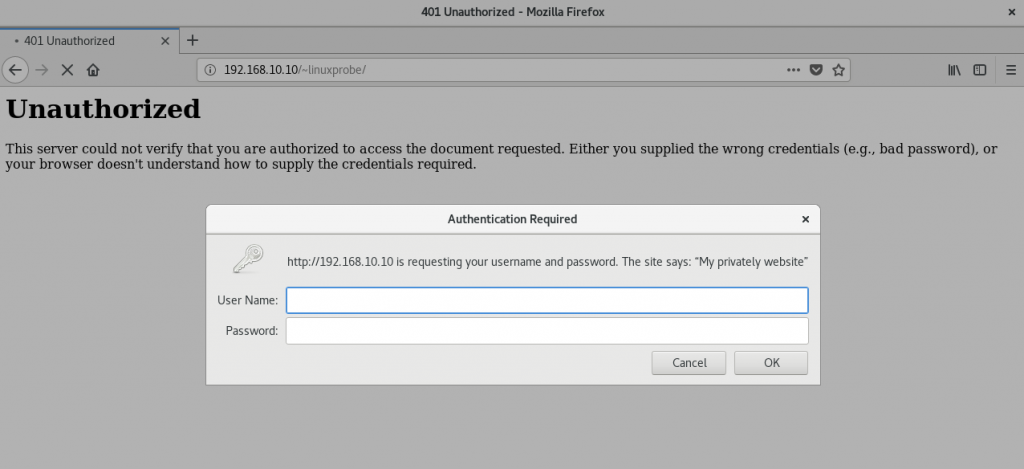 401 Unauthorized - Mozilla Firefox
401 Unauthorized
192.168.10.10/~linuxprobe/
Unauthorized
This server could not verify that you are authorized to access the document requested. Either you supplied the wrong credentials (e.g., bad password), or
your browser doesn't understand how to supply the credentials required.
Authentication Required
http://192.168.10.10 is requesting your username and password. The site says: “My privately website”
User Name:
Password:
Cancel OK